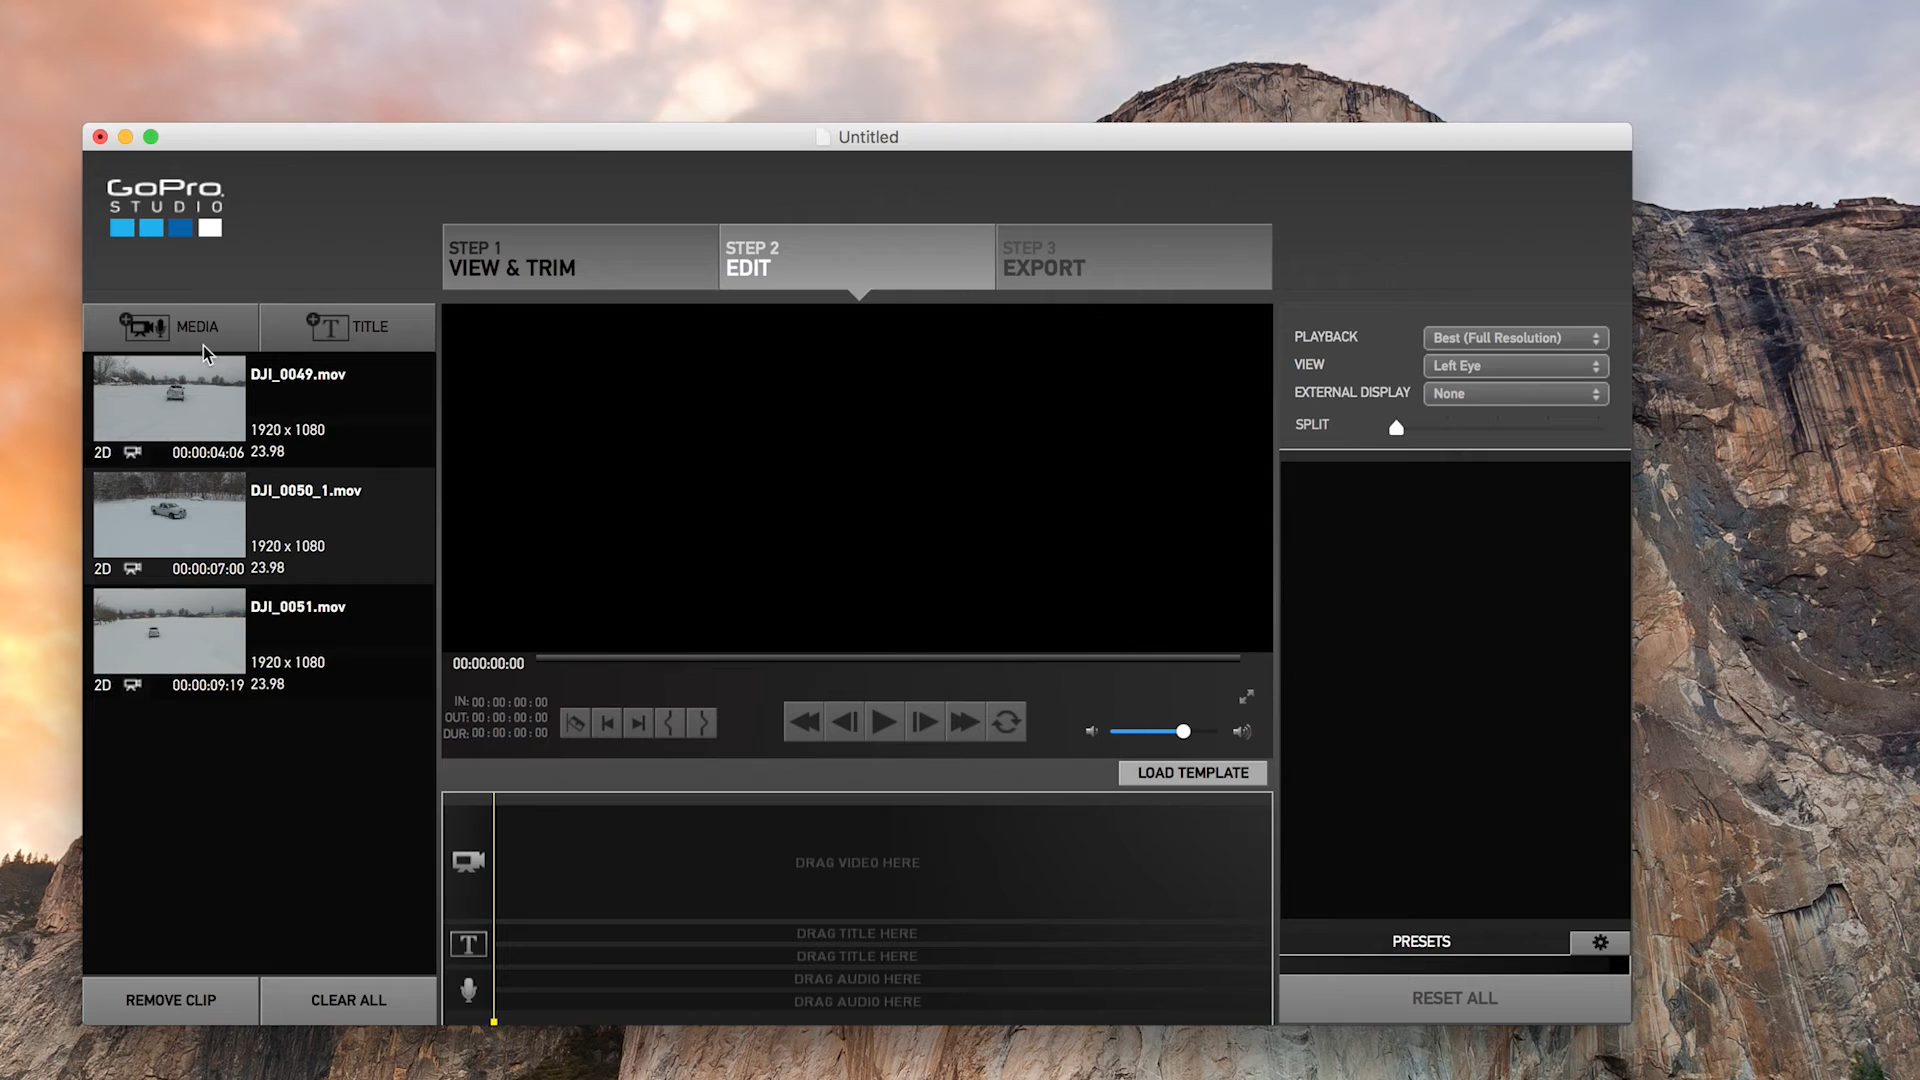 Untitled
GoPro.
STUDIO
STEP 1
VIEW & TRIM
STEP 2
EDIT
STEP 3
EXPORT
MEDIA
T TITLE
DJI_0049.mov
1920 x 1080
2D 00:00:04:06 23.98
DJI_0050_1.mov
1920 x 1080
2D 00:00:07:00 23.98
DJI_0051.mov
1920 x 1080
2D 00:00:09:19 23.98
REMOVE CLIP
CLEAR ALL
00:00:00:00
IN: 00 : 00 : 00 : 00
OUT: 00 : 00 : 00 : 00
DUR: 00 : 00 : 00 : 00
LOAD TEMPLATE
DRAG VIDEO HERE
T
DRAG TITLE HERE
DRAG TITLE HERE
DRAG AUDIO HERE
DRAG AUDIO HERE
PLAYBACK Best (Full Resolution)
VIEW Left Eye
EXTERNAL DISPLAY None
SPLIT
PRESETS
RESET ALL